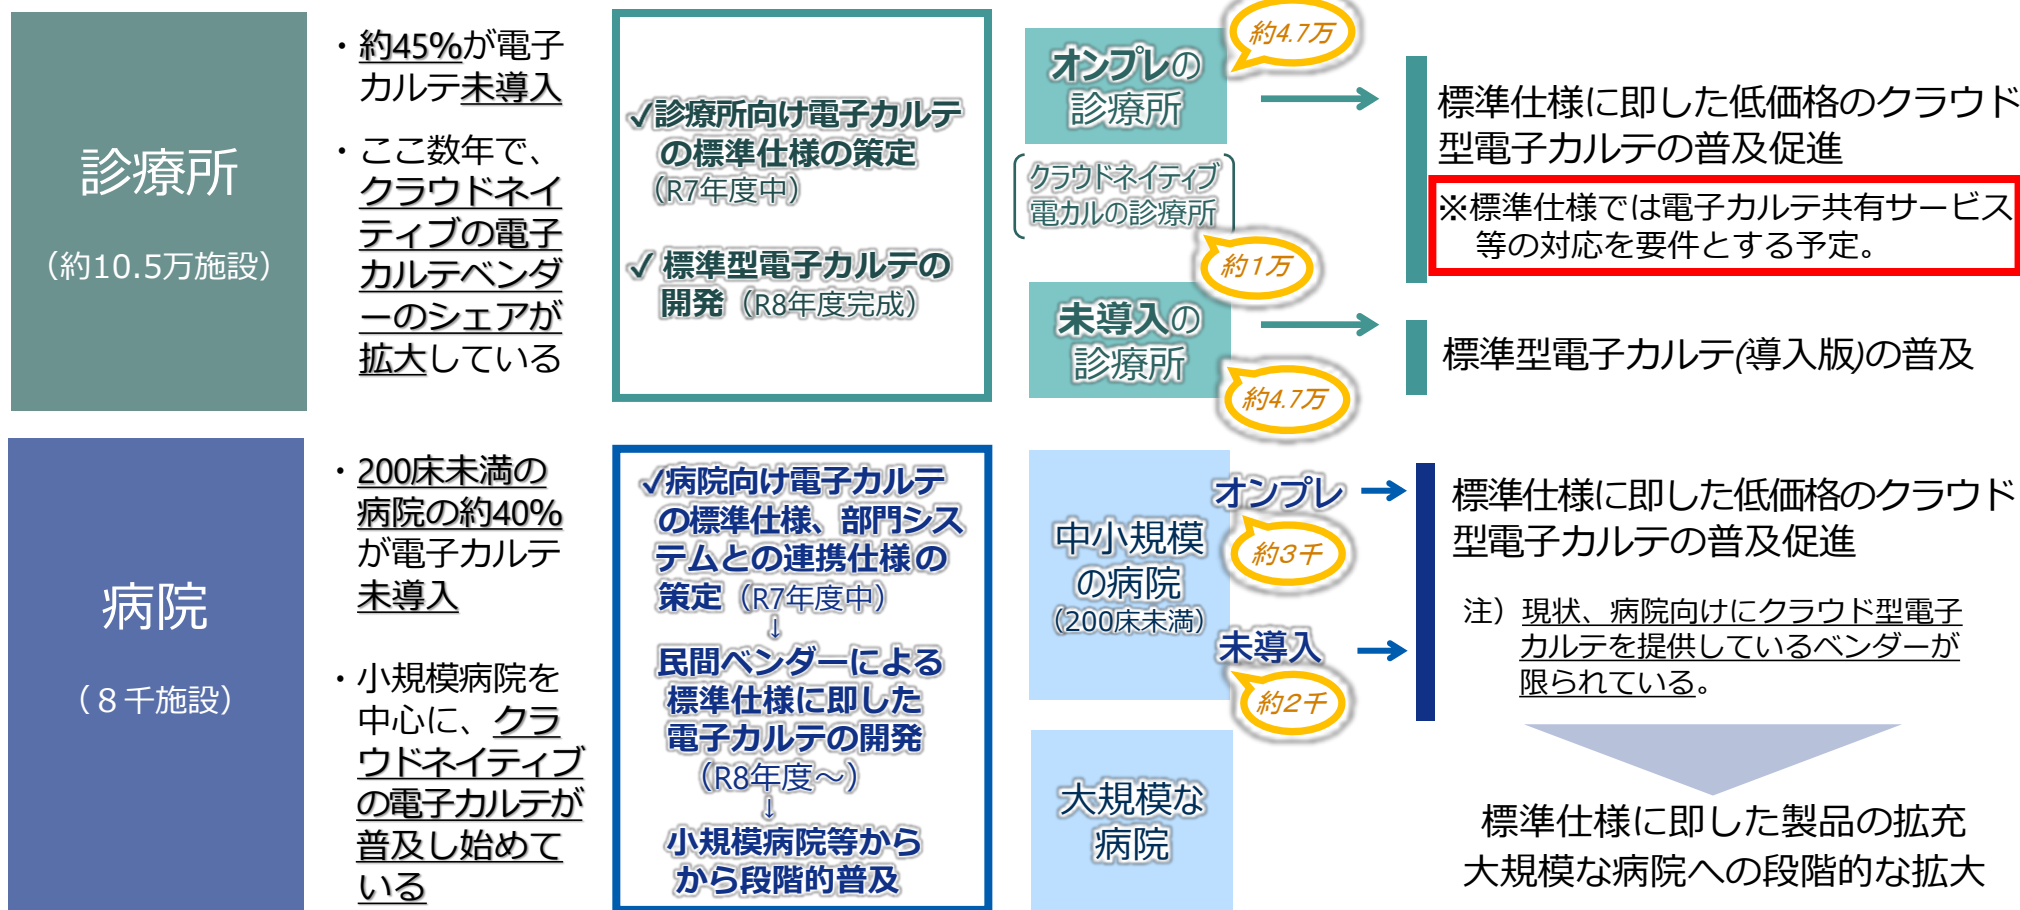 診療所
（約10.5万施設）
・約45%が電子
カルテ未導入
・ここ数年で、
クラウドネイ
ティブの電子
カルテベンダ
ーのシェアが
拡大している
✓診療所向け電子カルテ
の標準仕様の策定
（R7年度中）
✓ 標準型電子カルテの
開発（R8年度完成）
オンプレの
診療所
約4.7万
クラウドネイティブ
電カルの診療所
約1万
未導入の
診療所
約4.7万
標準仕様に即した低価格のクラウド
型電子カルテの普及促進
※標準仕様では電子カルテ共有サービス
等の対応を要件とする予定。
標準型電子カルテ(導入版)の普及
病院
（８千施設）
・200床未満の
病院の約40%
が電子カルテ
未導入
・小規模病院を
中心に、クラ
ウドネイティブ
の電子カルテが
普及し始めて
いる
✓病院向け電子カルテ
の標準仕様、部門シス
テムとの連携仕様の
策定（R7年度中）
↓
民間ベンダーによる
標準仕様に即した
電子カルテの開発
（R8年度～）
↓
小規模病院等から
から段階的普及
中小規模
の病院
（200床未満）
オンプレ
約3千
未導入
約2千
大規模な
病院
標準仕様に即した低価格のクラウド
型電子カルテの普及促進
注）現状、病院向けにクラウド型電子
カルテを提供しているベンダーが
限られている。
標準仕様に即した製品の拡充
大規模な病院への段階的な拡大